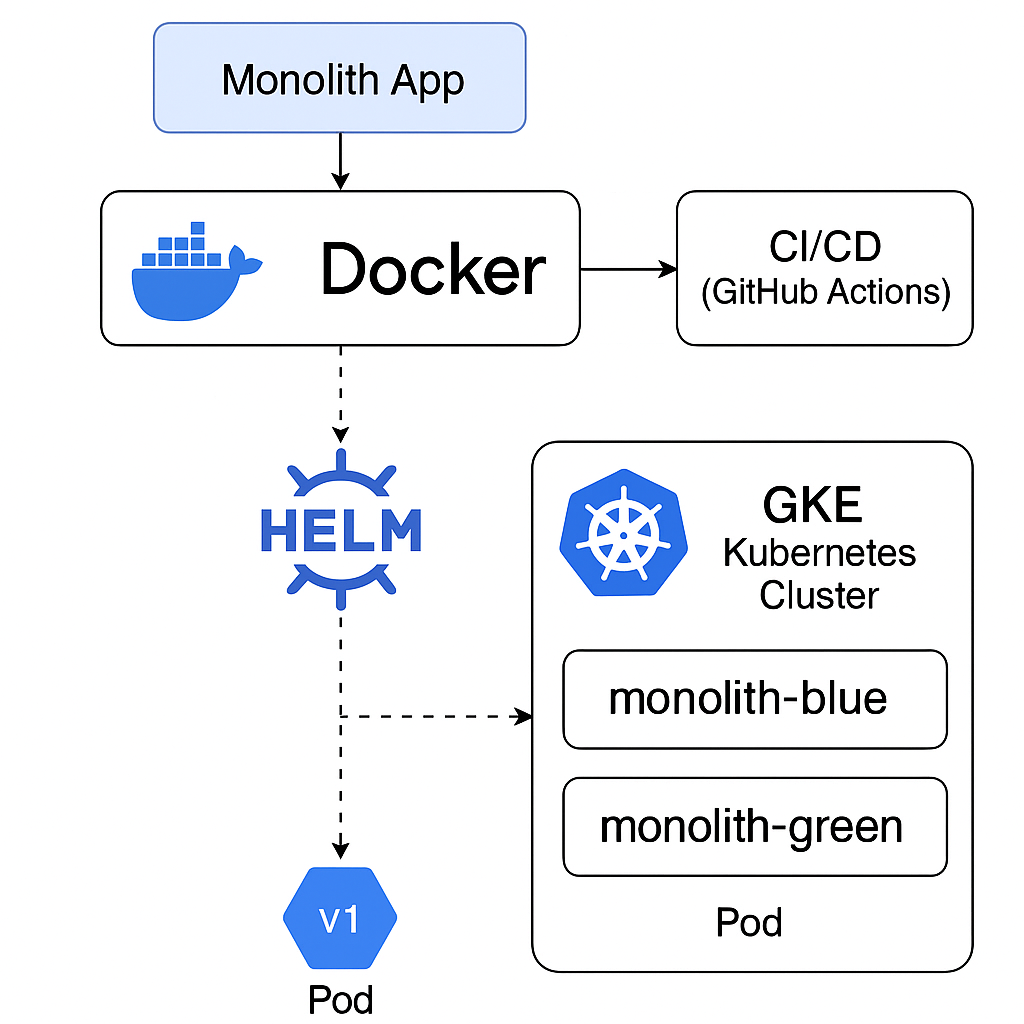 Monolith App
Docker
CI/CD
(GitHub Actions)
HELM
GKE
Kubernetes
Cluster
monolith-blue
monolith-green
Pod
v1
Pod